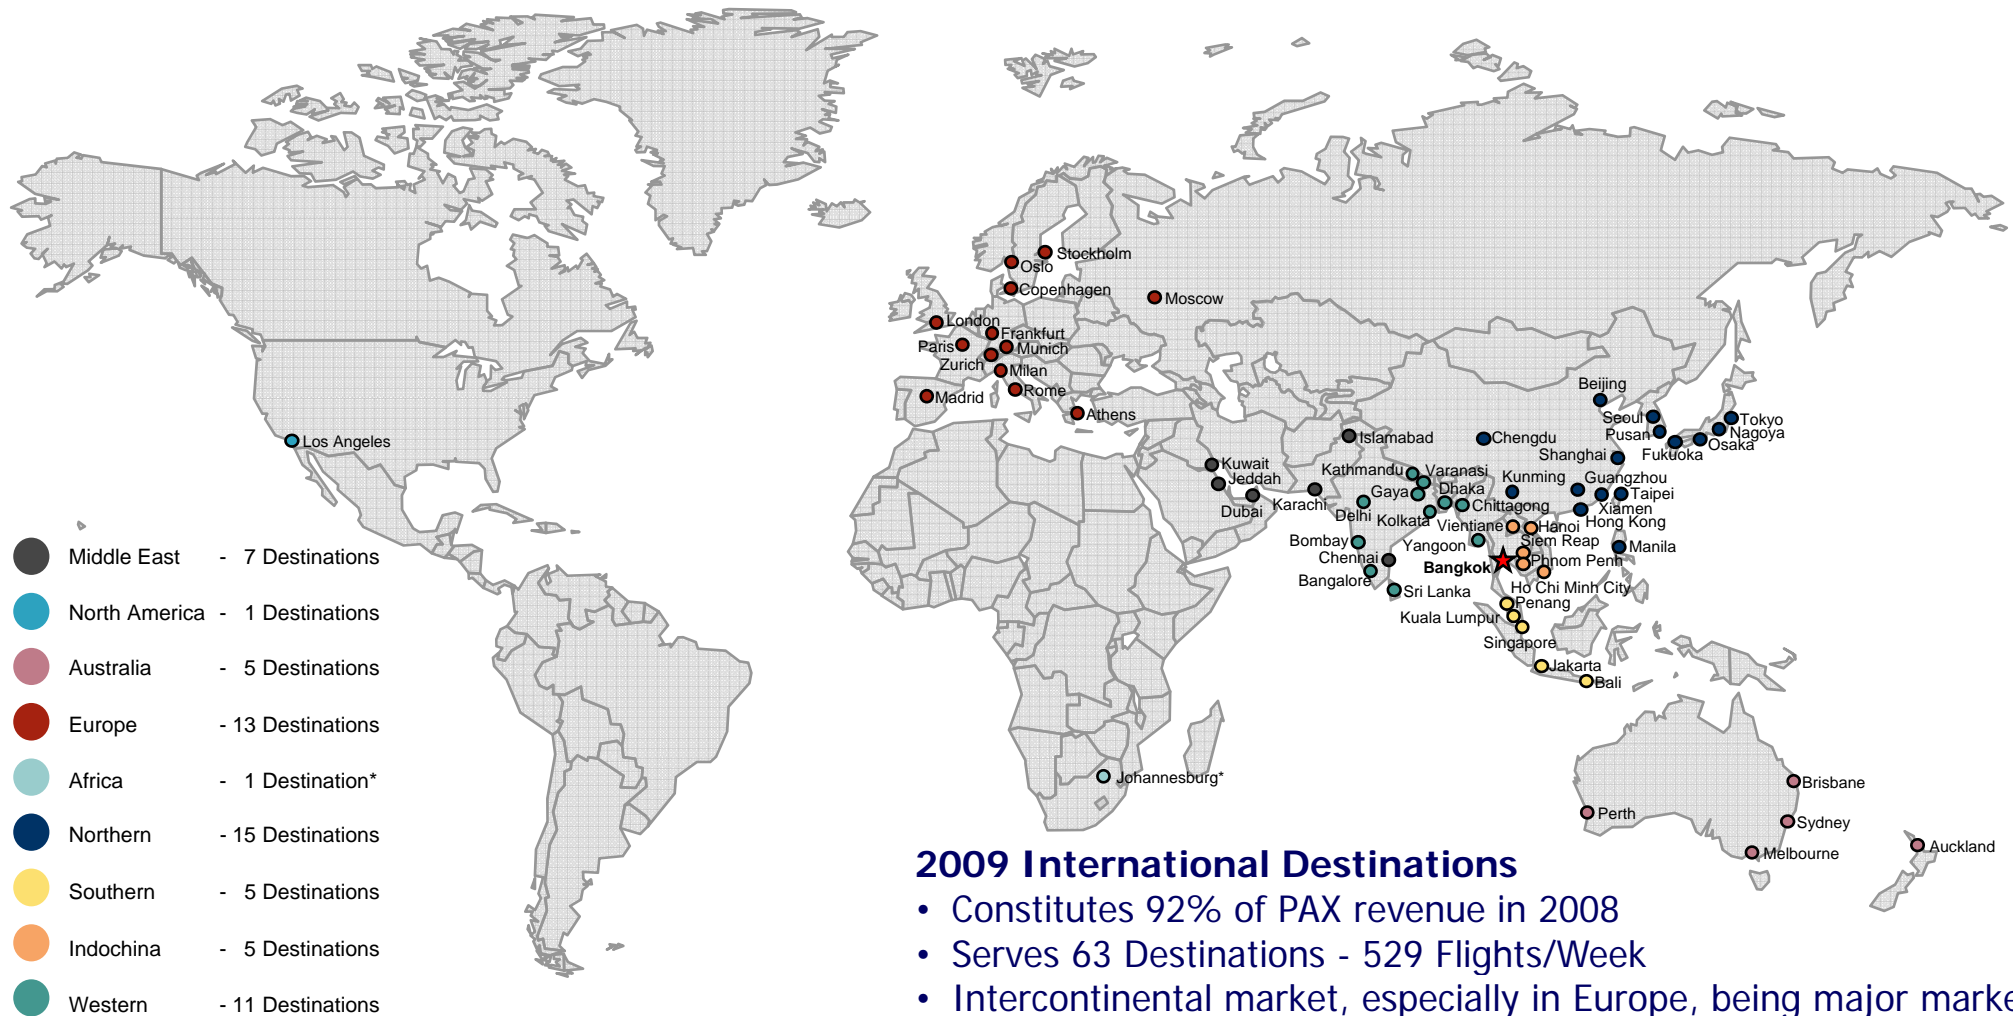 Stockholm
Oslo
Copenhagen
Moscow
London
Frankfurt
Paris
Munich
Zurich
Milan
Rome
Madrid
Athens
Los Angeles
Beijing
Seoul
Tokyo
Pusan
Nagoya
Osaka
Fukuoka
Islamabad
Chengdu
Shanghai
Kuwait
Jeddah
Dubai
Karachi
Kathmandu
Varanasi
Kunming
Guangzhou
Gaya
Dhaka
Taipei
Delhi
Kolkata
Chittagong
Xiamen
Hong Kong
Vientiane
Hanoi
Bombay
Yangoon
Siem Reap
Manila
Chennai
Bangkok
Phnom Penh
Bangalore
Sri Lanka
Ho Chi Minh City
Penang
Kuala Lumpur
Singapore
Jakarta
Bali
Johannesburg*
Brisbane
Perth
Sydney
Melbourne
Auckland
Middle East - 7 Destinations
North America - 1 Destinations
Australia - 5 Destinations
Europe - 13 Destinations
Africa - 1 Destination*
Northern - 15 Destinations
Southern - 5 Destinations
Indochina - 5 Destinations
Western - 11 Destinations
2009 International Destinations
• Constitutes 92% of PAX revenue in 2008
• Serves 63 Destinations - 529 Flights/Week
• Intercontinental market, especially in Europe, being major marke